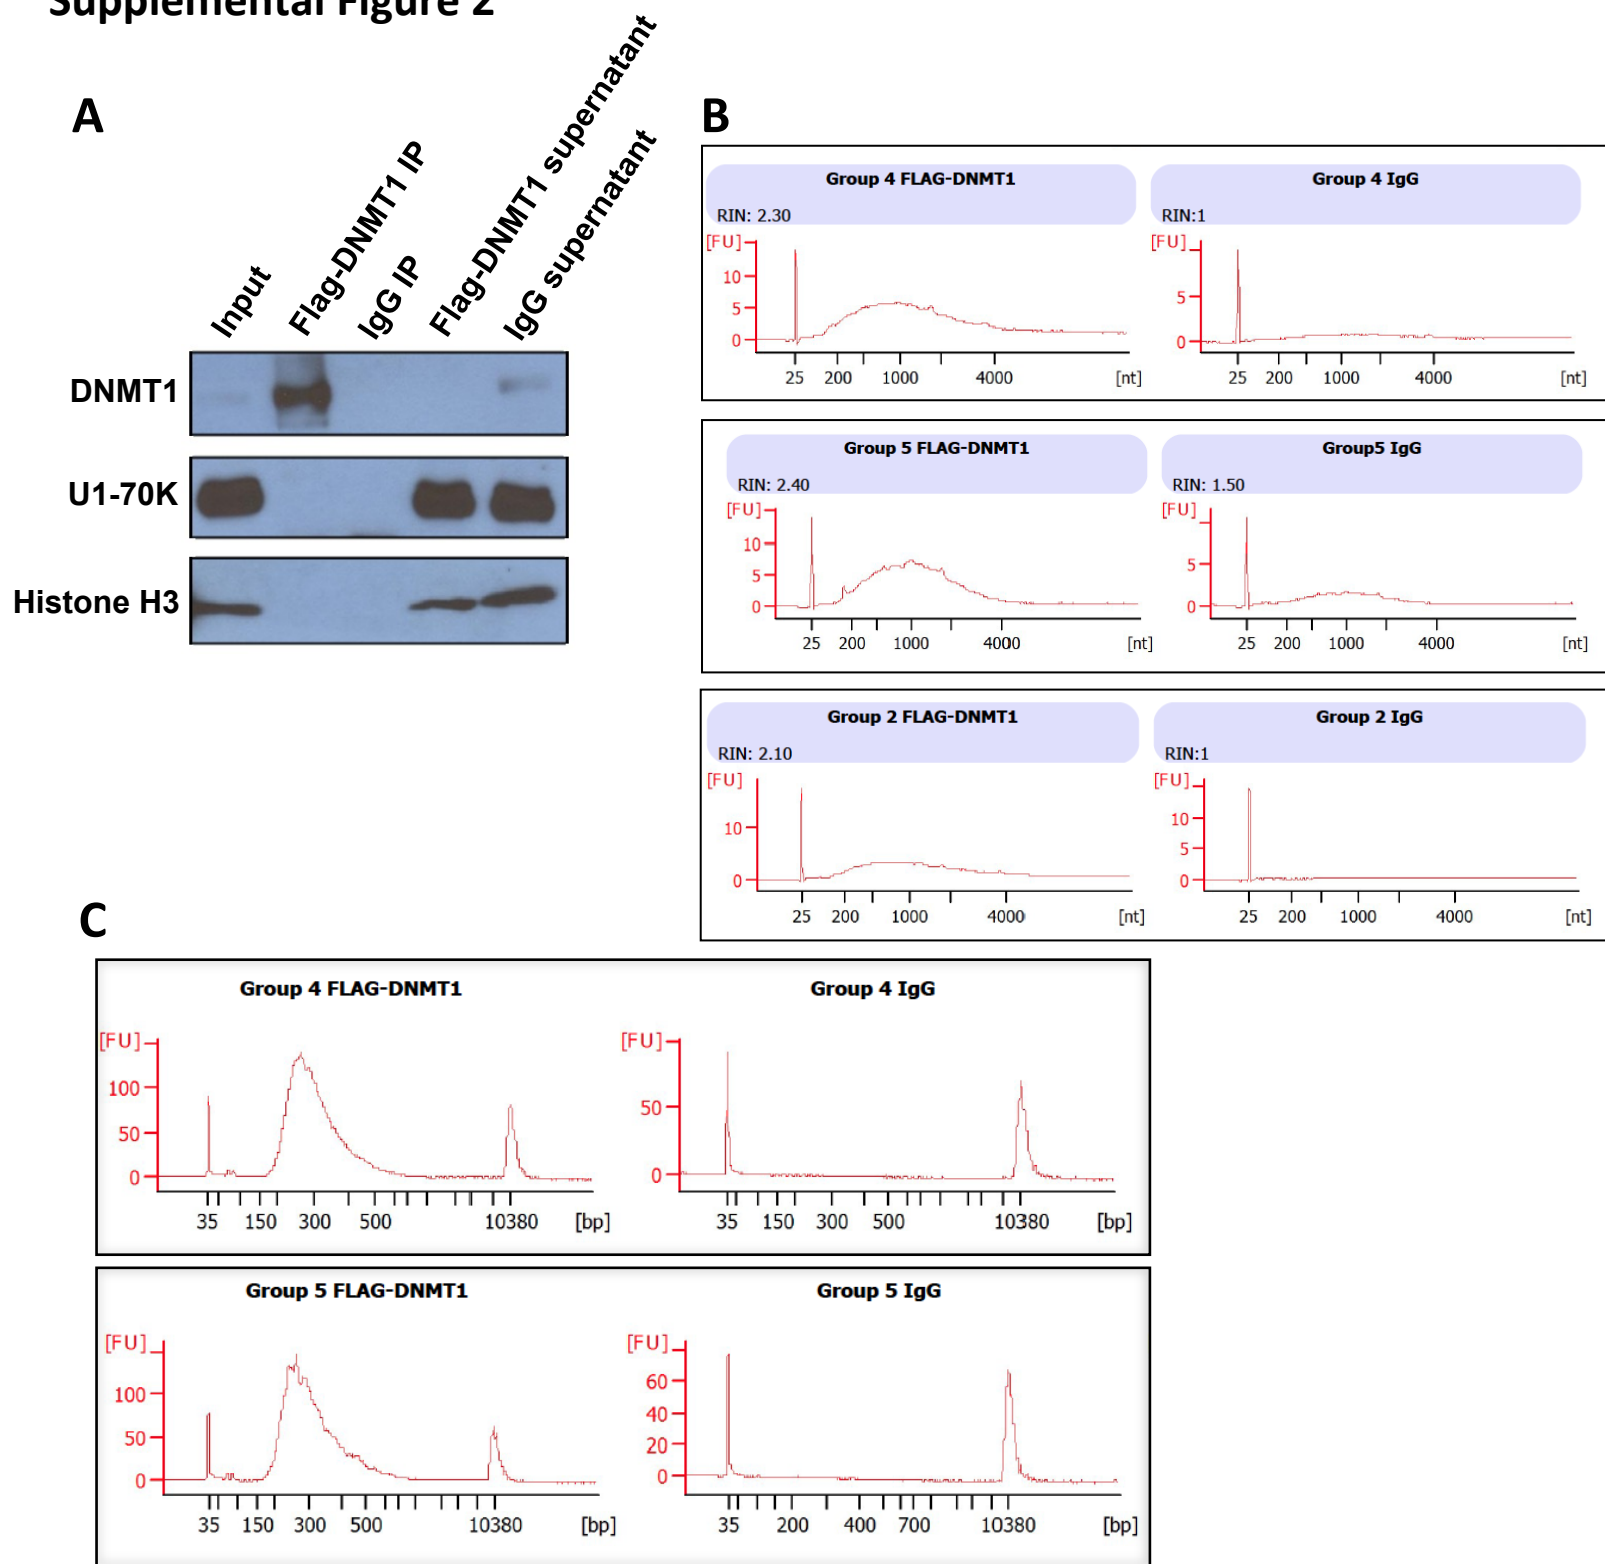 Supplemental Figure 2
A
Input
Flag-DNMT1 IP
IgG IP
Flag-DNMT1 supernatant
IgG supernatant
DNMT1
U1-70K
Histone H3
B
Group 4 FLAG-DNMT1
RIN: 2.30
[FU]
10
5
0
25 200 1000 4000 [nt]
Group 4 IgG
RIN:1
[FU]
5
0
25 200 1000 4000 [nt]
Group 5 FLAG-DNMT1
RIN: 2.40
[FU]
10
5
0
25 200 1000 4000 [nt]
Group5 IgG
RIN: 1.50
[FU]
5
0
25 200 1000 4000 [nt]
Group 2 FLAG-DNMT1
RIN: 2.10
[FU]
10
0
25 200 1000 4000 [nt]
Group 2 IgG
RIN:1
[FU]
10
5
0
25 200 1000 4000 [nt]
C
Group 4 FLAG-DNMT1
[FU]
100
50
0
35 150 300 500 10380 [bp]
Group 4 IgG
[FU]
50
0
35 150 300 500 10380 [bp]
Group 5 FLAG-DNMT1
[FU]
100
50
0
35 150 300 500 10380 [bp]
Group 5 IgG
[FU]
60
40
20
0
35 200 400 700 10380 [bp]